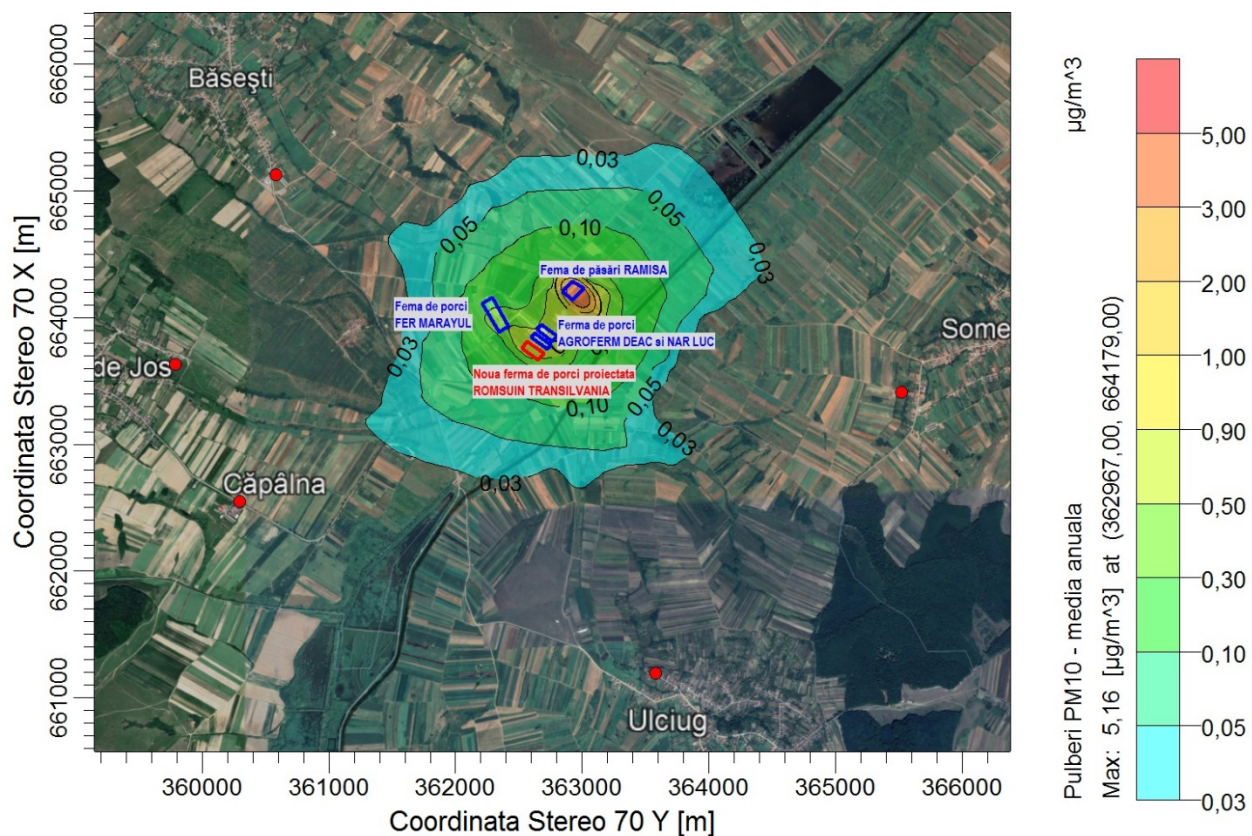 Băseşti
de Jos
Căpâlna
Ulciug
Some
0,03
0,05
0,10
0,05
0,03
0,03
Fema de păsări RAMISA
Fema de porci
FER MARAYUL
Ferma de porci
AGROFERM DEAC si NAR LUC
Noua ferma de porci proiectata
ROMSUIN TRANSILVANIA
0,10
0,05
0,03
0,03
0,03
Coordinata Stereo 70 X [m]
666000
665000
664000
663000
662000
661000
360000 361000 362000 363000 364000 365000 366000
Coordinata Stereo 70 Y [m]
µg/m^3
Pulberi PM10 - media anuala
Max: 5,16 [µg/m^3] at (362967,00, 664179,00)
5,00
3,00
2,00
1,00
0,90
0,50
0,30
0,10
0,05
0,03